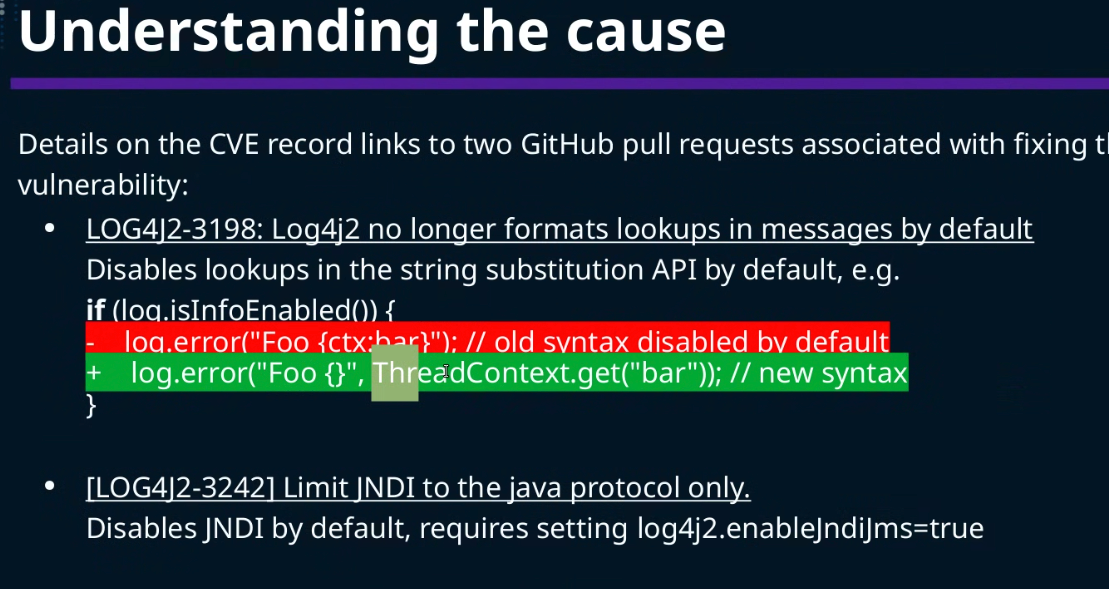 Understanding the cause
Details on the CVE record links to two GitHub pull requests associated with fixing
vulnerability:
• LOG4J2-3198: Log4j2 no longer formats lookups in messages by default
Disables lookups in the string substitution API by default, e.g.
if (log.isInfoEnabled()) {
- log.error("Foo {ctx:bar}"); // old syntax disabled by default
+ log.error("Foo {}", ThreadContext.get("bar")); // new syntax
}
• [LOG4J2-3242] Limit JNDI to the java protocol only.
Disables JNDI by default, requires setting log4j2.enableJndiJms=true